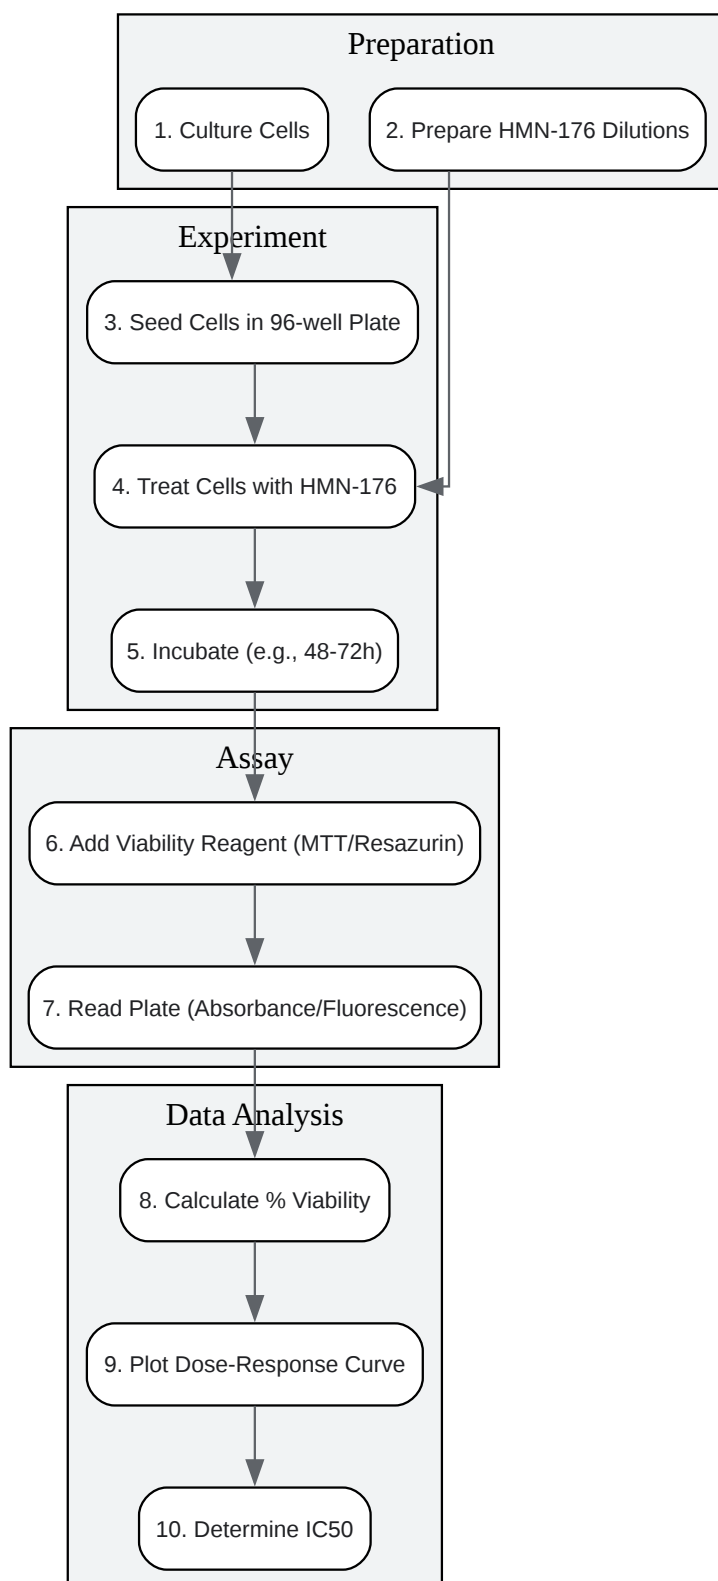 Preparation
1. Culture Cells
2. Prepare HMN-176 Dilutions
Experiment
3. Seed Cells in 96-well Plate
4. Treat Cells with HMN-176
5. Incubate (e.g., 48-72h)
Assay
6. Add Viability Reagent (MTT/Resazurin)
7. Read Plate (Absorbance/Fluorescence)
Data Analysis
8. Calculate % Viability
9. Plot Dose-Response Curve
10. Determine IC50